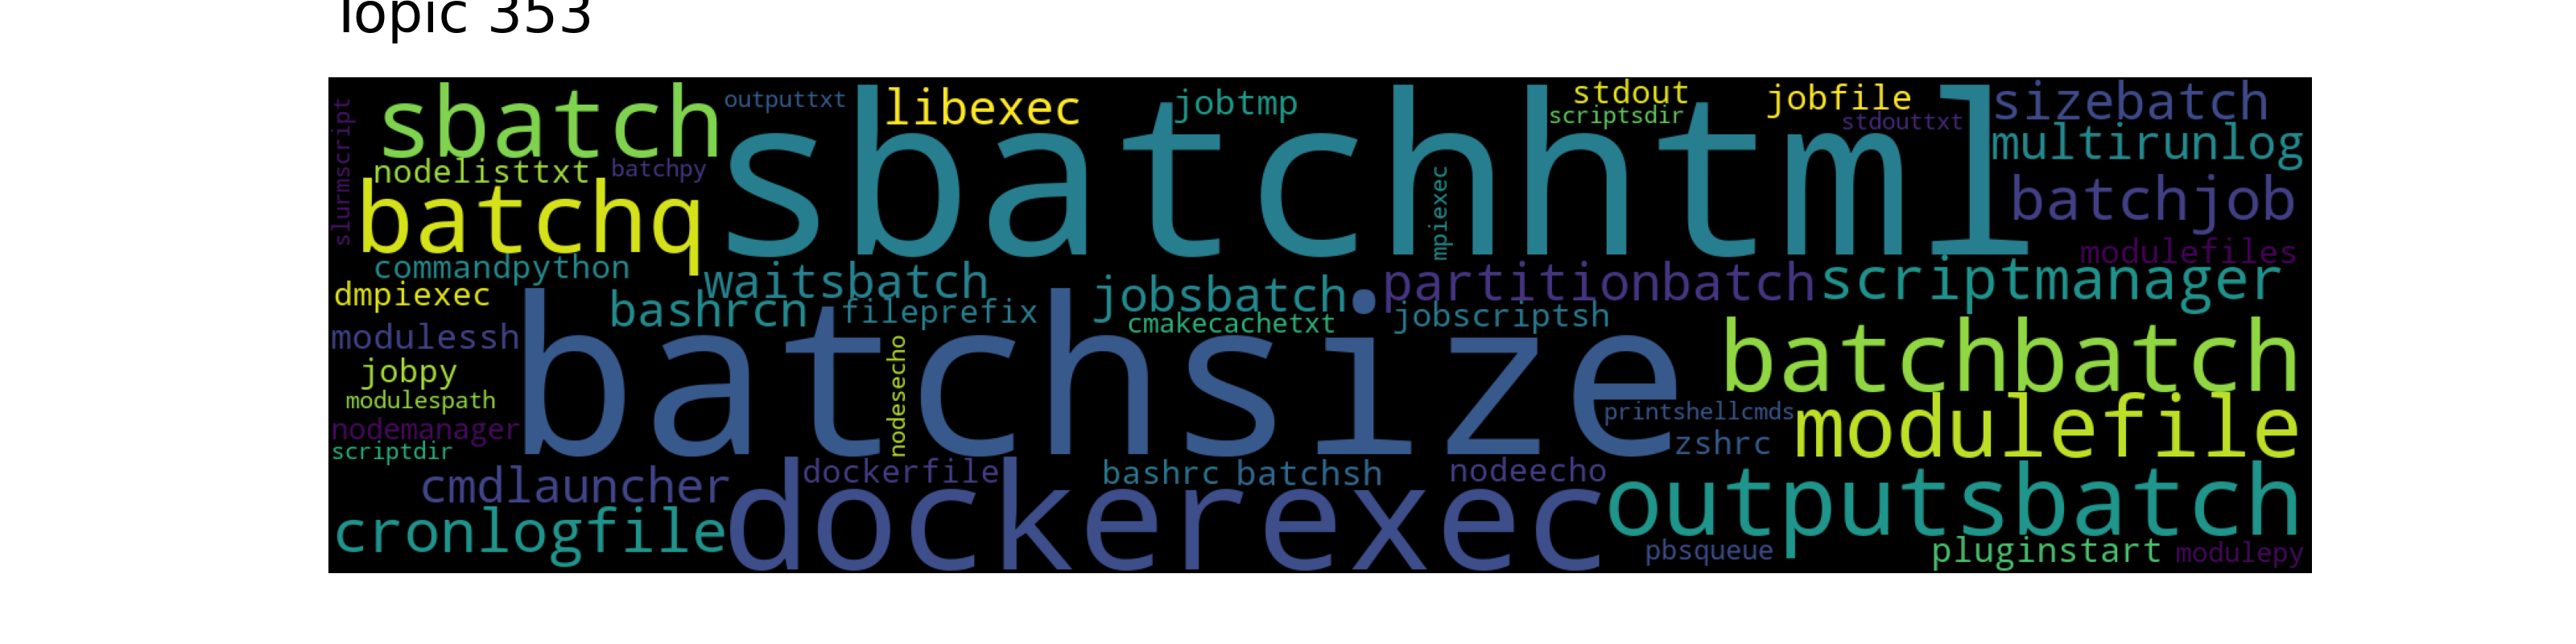 Topic 353
slurmscript
sbatch
outputtxt
libexec
jobtmp
stdout
scriptsdir
jobfile
stdouttxt
sizebatch
multirunlog
nodelisttxt
batchpy
sbatchhtml
mpiexec
batchq
batchjob
modulefiles
commandpython
waitsbatch
jobsbatch
partitionbatch
scriptmanager
dmpiexec
bashrcn
fileprefix
cmakecachetxt
jobscriptsh
modulessh
batchsize
nodesecho
batchbatch
jobpy
modulespath
printshellcmds
modulefile
nodemanager
zshrc
scriptdir
cmdlauncher
dockerfile
bashrc
batchsh
nodeecho
outputsbatch
cronlogfile
dockerexec
pbsqueue
pluginstart
modulepy